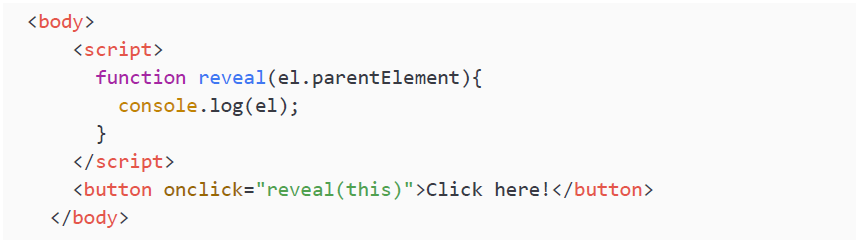 <body>
<script>
function reveal(el.parentElement){
console.log(el);
}
</script>
<button onclick="reveal(this)">Click here!</button>
</body>